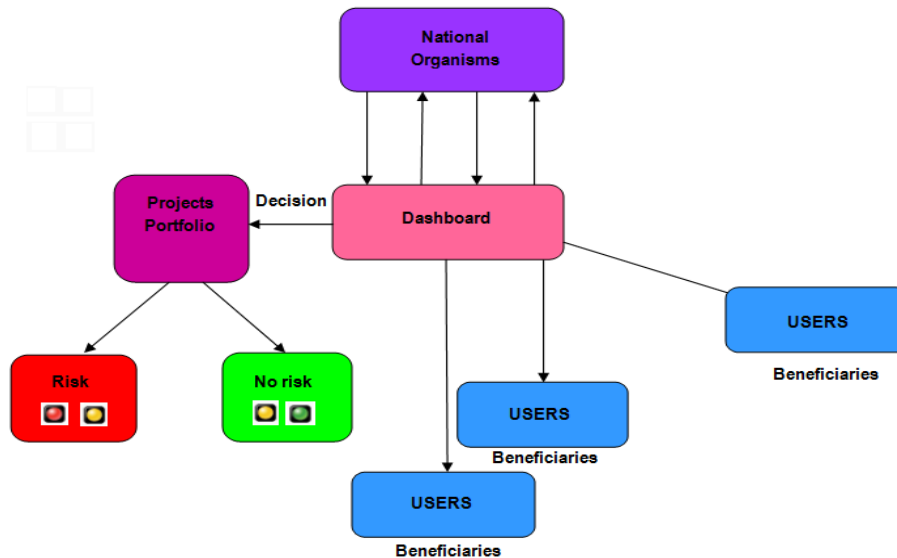 National
Organisms
Projects
Portfolio
Decision
Dashboard
USERS
Beneficiaries
Risk
No risk
USERS
Beneficiaries
USERS
Beneficiaries